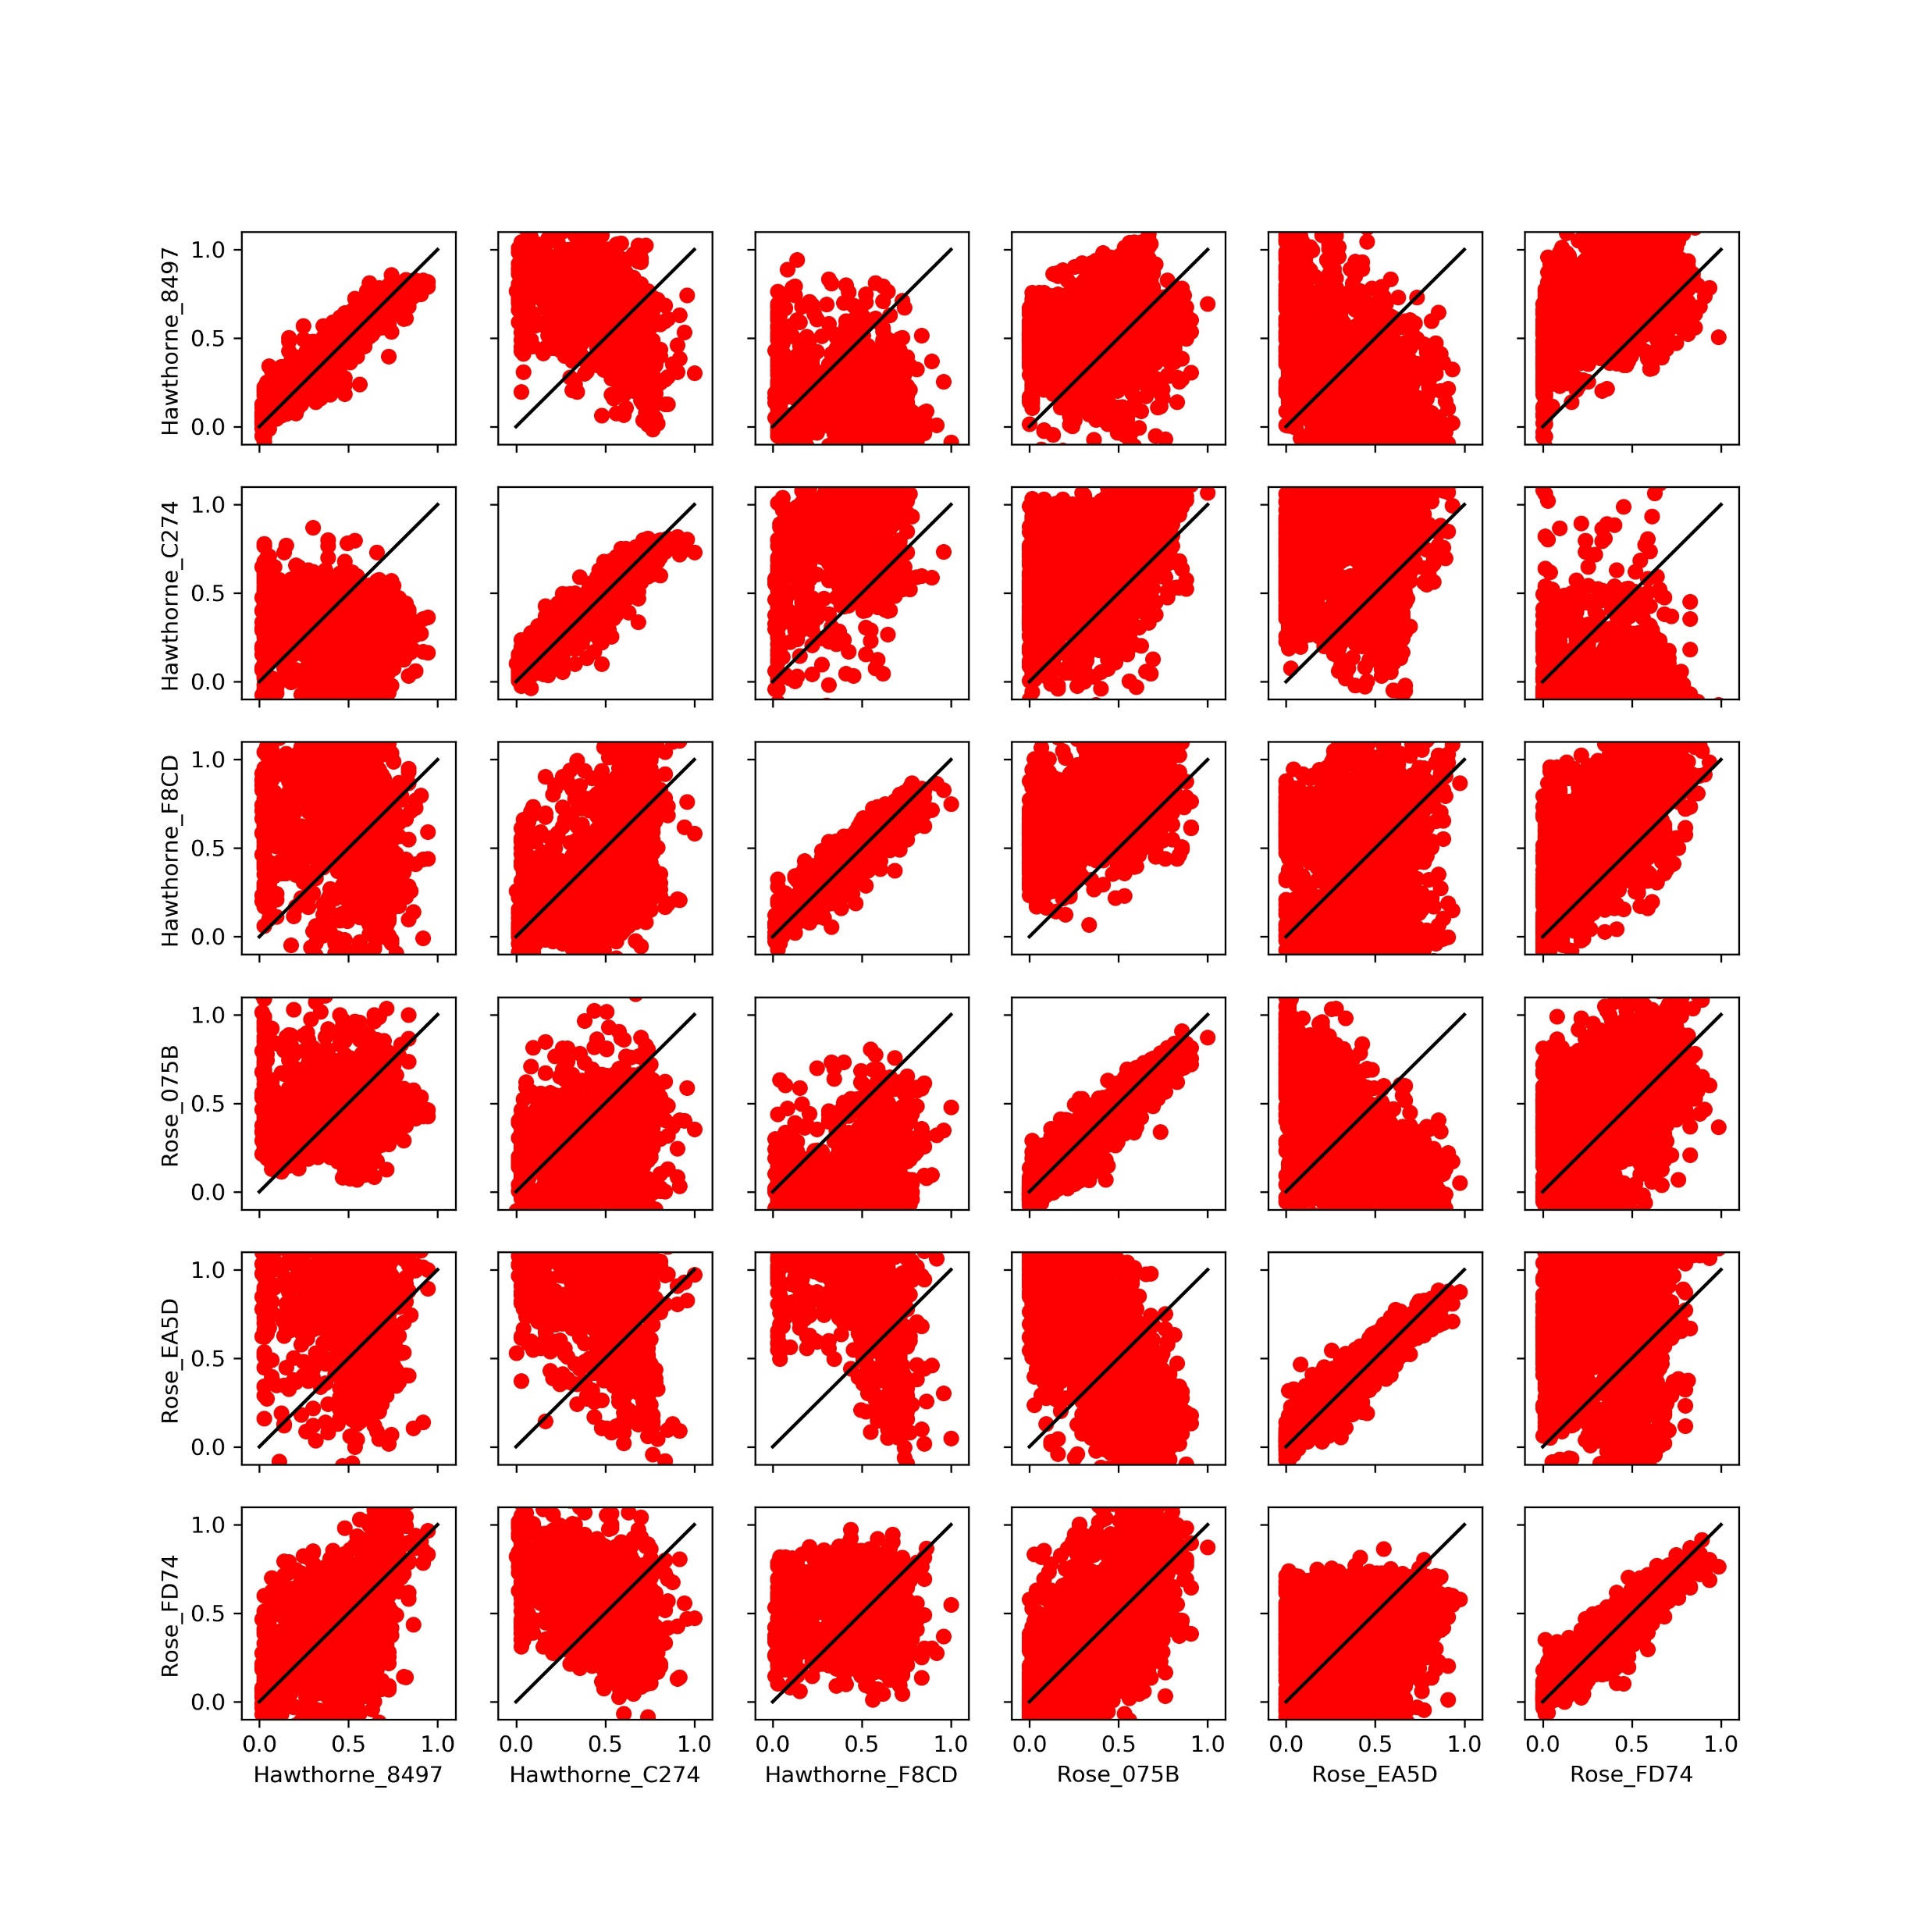 Hawthorne_8497
1.0
0.5
0.0
Hawthorne_C274
1.0
0.5
0.0
Hawthorne_F8CD
1.0
0.5
0.0
Rose_075B
1.0
0.5
0.0
Rose_EA5D
1.0
0.5
0.0
Rose_FD74
1.0
0.5
0.0
0.0 0.5 1.0 0.0 0.5 1.0 0.0 0.5 1.0 0.0 0.5 1.0 0.0 0.5 1.0 0.0 0.5 1.0
Hawthorne_8497 Hawthorne_C274 Hawthorne_F8CD Rose_075B Rose_EA5D Rose_FD74